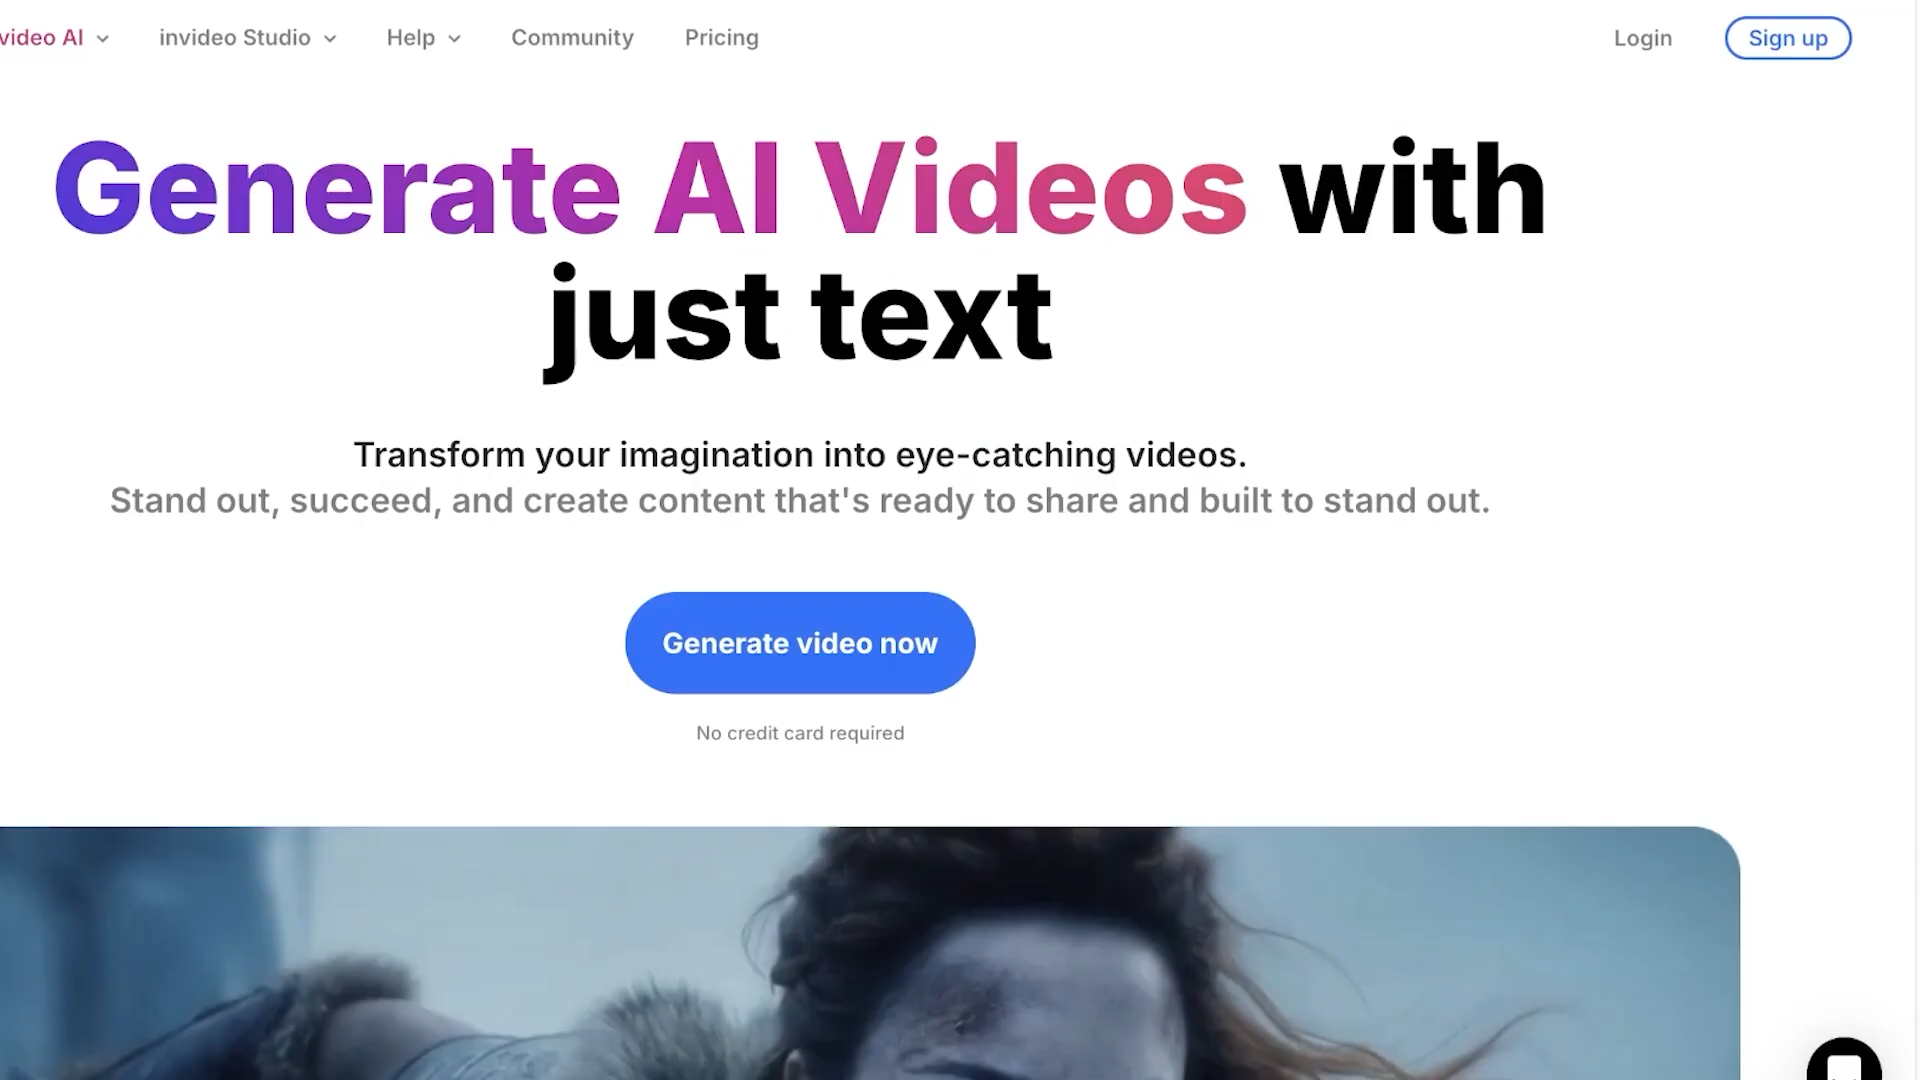 video AI
invideo Studio
Help
Community
Pricing
Login
Sign up
Generate AI Videos with
just text
Transform your imagination into eye-catching videos.
Stand out, succeed, and create content that's ready to share and built to stand out.
Generate video now
No credit card required